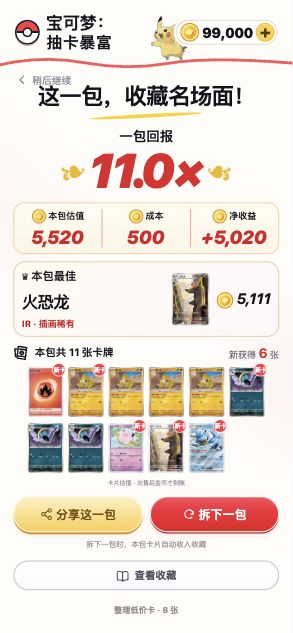 宝可梦：
抽卡暴富
99,000 +
稍后继续
这一包，收藏名场面！
一包回报
11.0×
本包估值 成本 净收益
5,520 500 +5,020
本包最佳
火恐龙
5,111
IR · 插画稀有
本包共 11 张卡牌 新获得 6 张
新卡 新卡 新卡
新卡 新卡 新卡
卡片估值 · 出售后金币才到账
分享这一包 拆下一包
拆下一包时，本包卡片自动收入收藏
查看收藏
整理低价卡 · 8 张